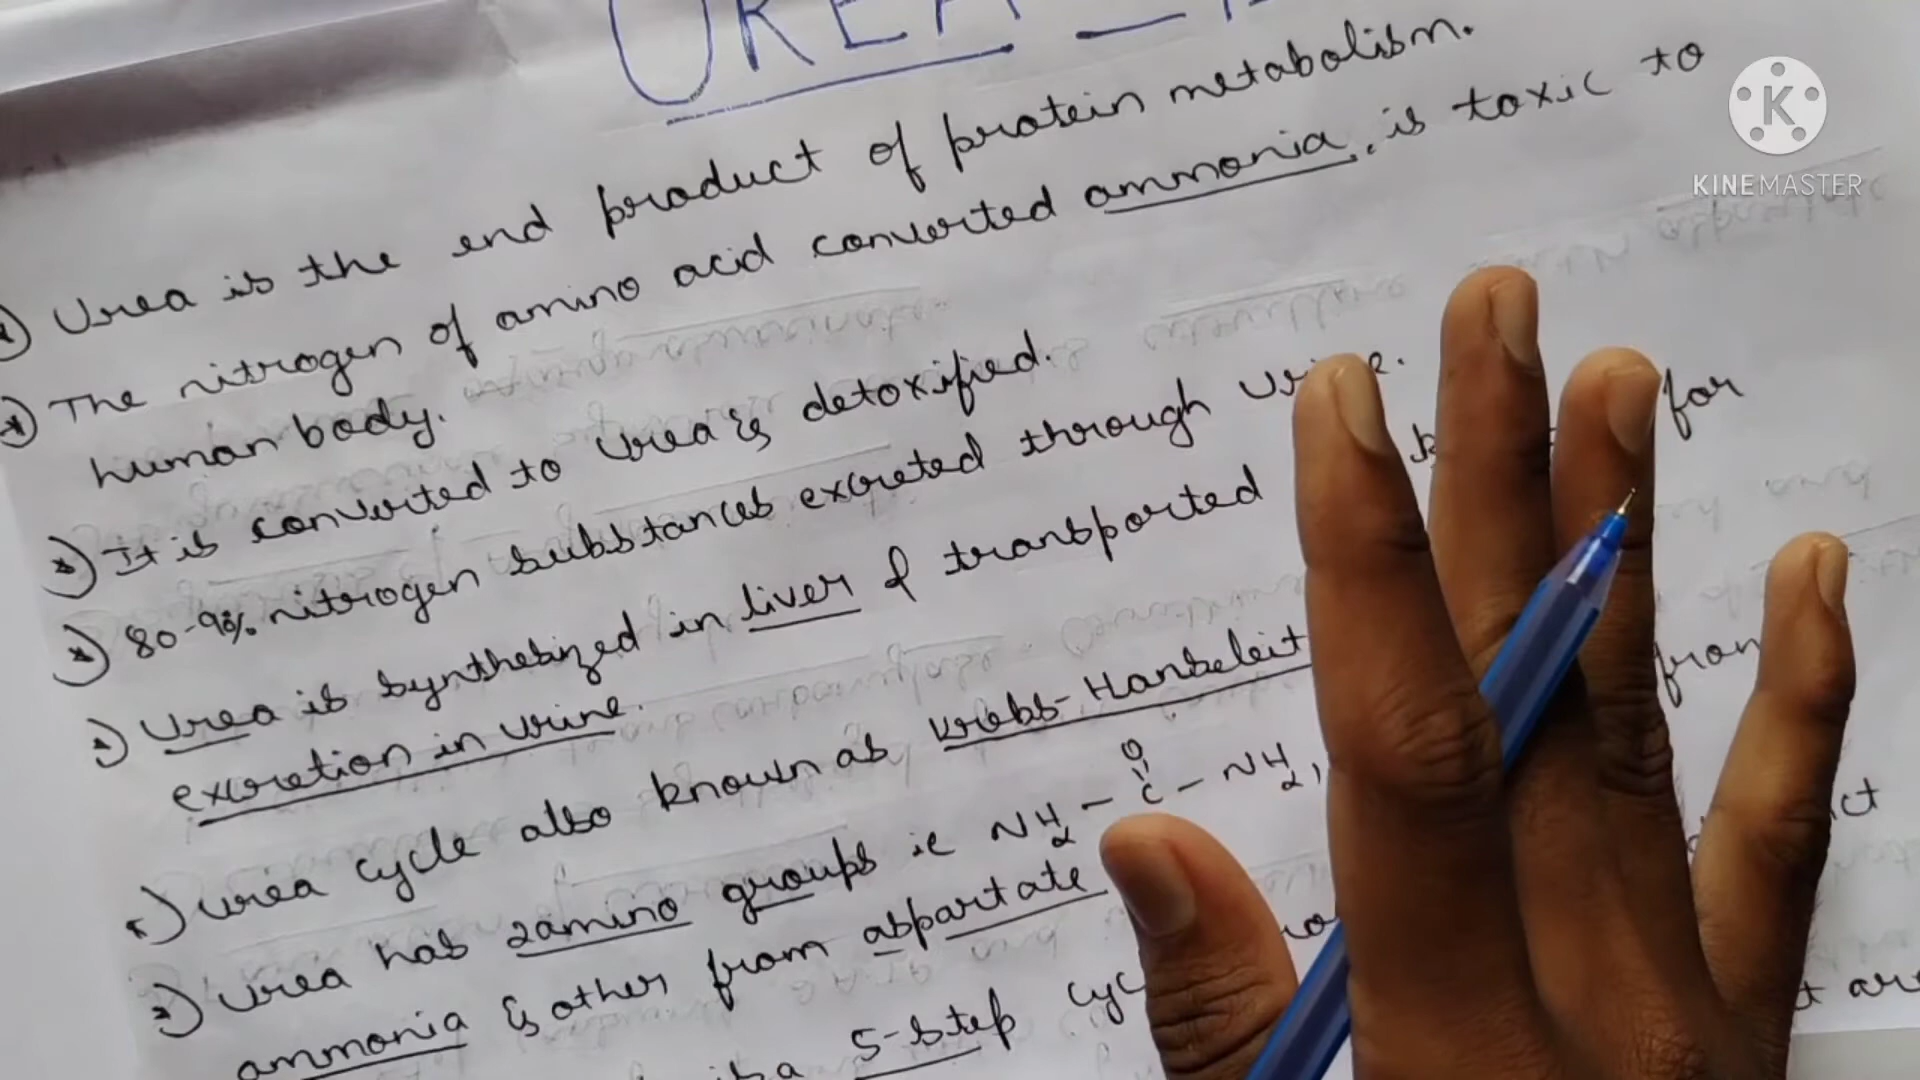 UREA
KINEMASTER
Urea is the end product of protein metabolism.
The nitrogen of amino acid converted ammonia, is toxic to
human body.
It is converted to Urea & detoxified.
80-90% nitrogen substances excreted through
Urea is synthesized in liver & transported for
excretion in urine.
Urea cycle also known as Krebs-Hanseleit
Urea has 2amino groups ie NH2 - C - NH2, from
O
ammonia & other from aspartate
5-step
are